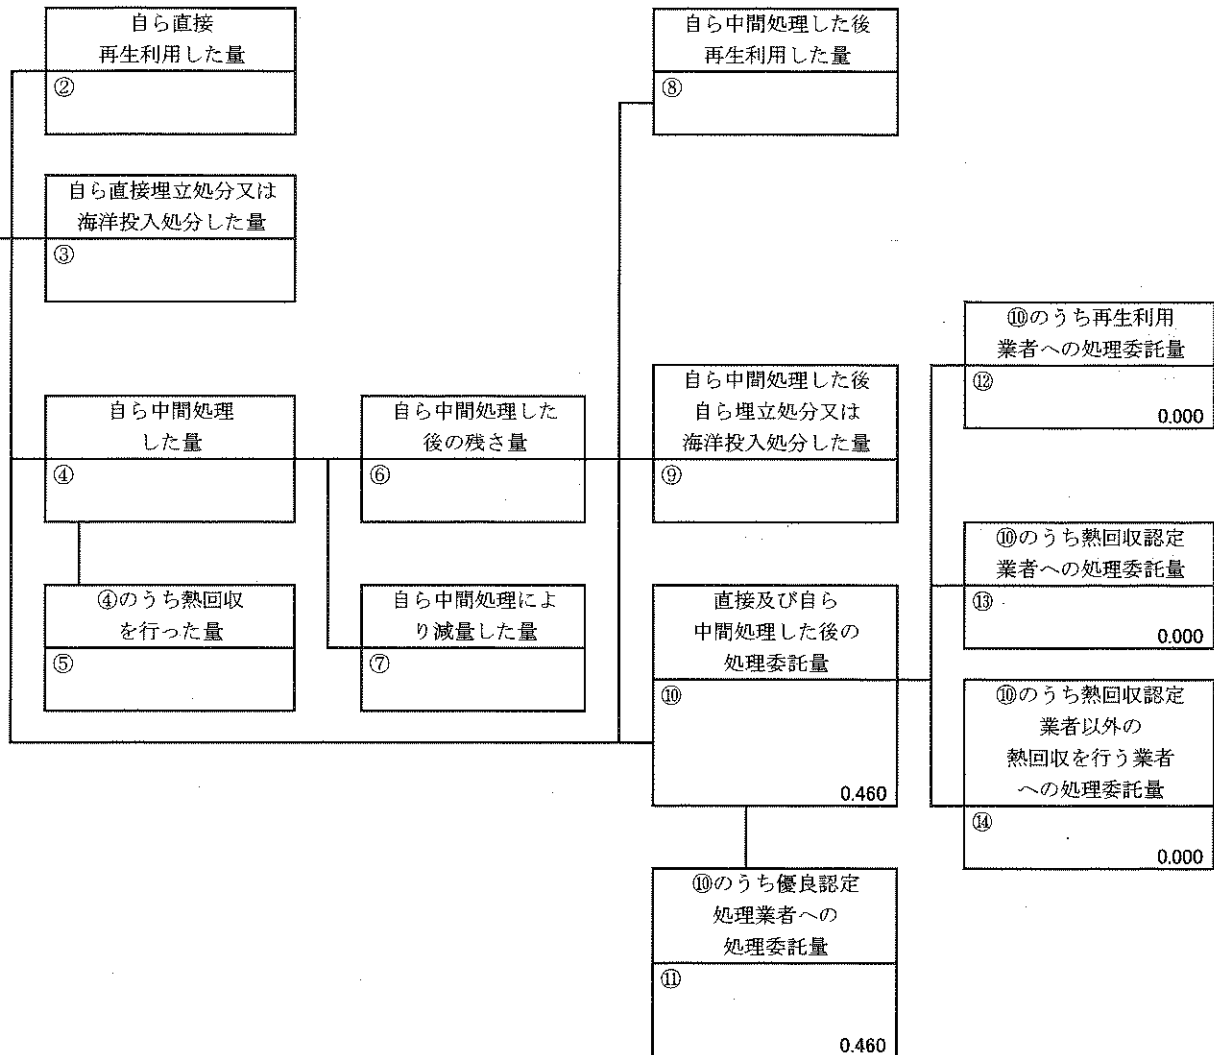 自ら直接
再生利用した量
②
自ら直接埋立処分又は
海洋投入処分した量
③
自ら中間処理
した量
④
④のうち熱回収
を行った量
⑤
自ら中間処理した
後の残さ量
⑥
自ら中間処理によ
り減量した量
⑦
自ら中間処理した後
再生利用した量
⑧
自ら中間処理した後
自ら埋立処分又は
海洋投入処分した量
⑨
直接及び自ら
中間処理した後の
処理委託量
⑩
0.460
⑩のうち優良認定
処理業者への
処理委託量
⑪
0.460
⑩のうち再生利用
業者への処理委託量
⑫
0.000
⑩のうち熱回収認定
業者への処理委託量
⑬
0.000
⑩のうち熱回収認定
業者以外の
熱回収を行う業者
への処理委託量
⑭
0.000